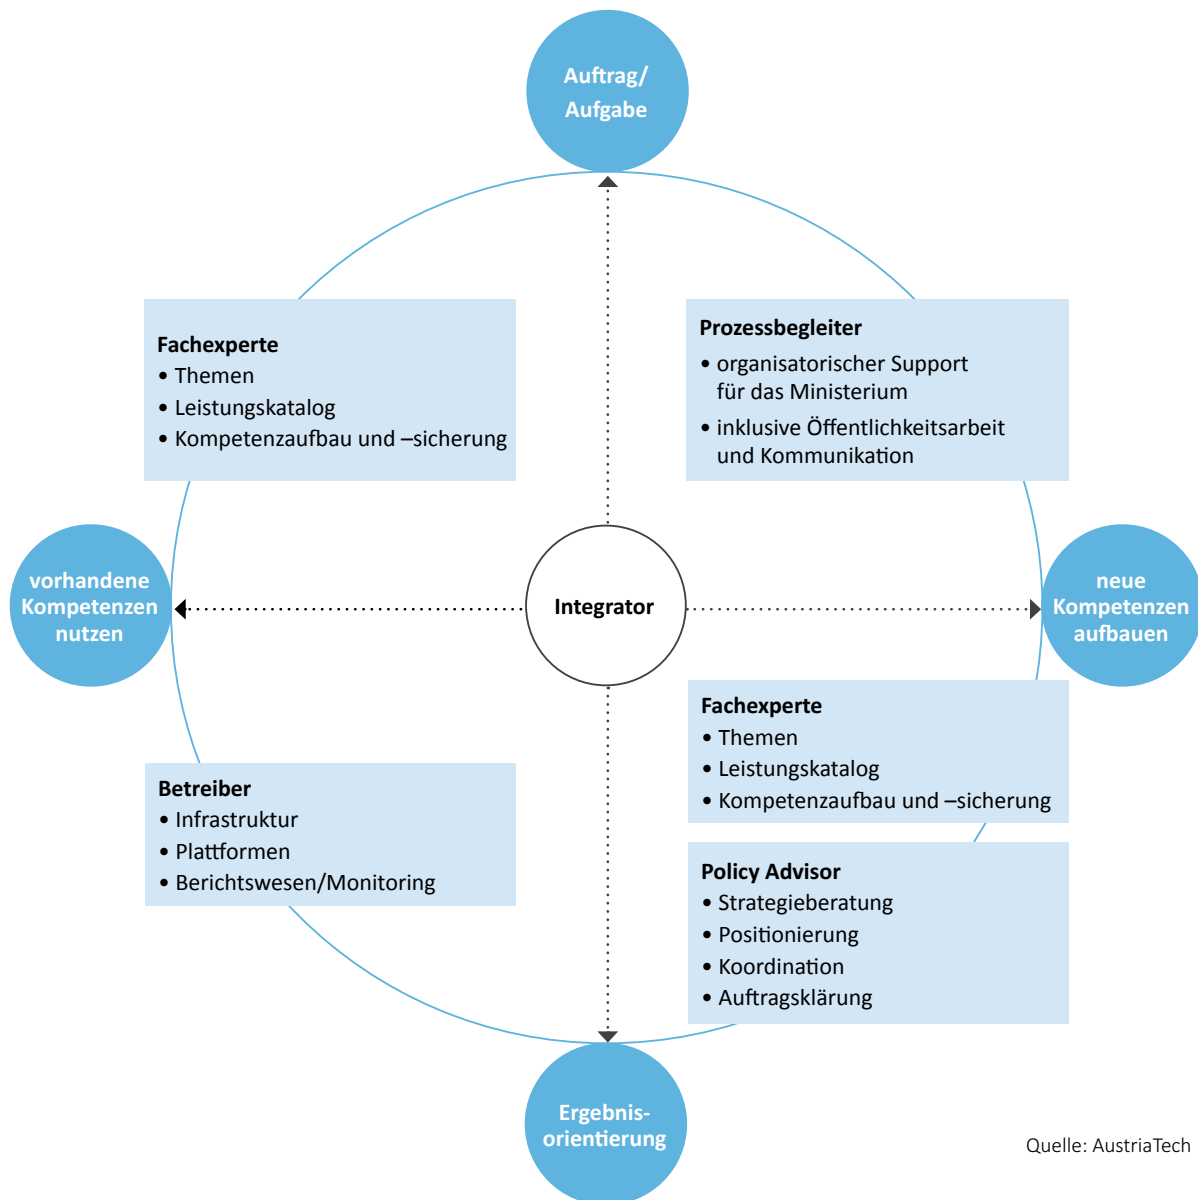 Auftrag/
Aufgabe
Fachexperte
• Themen
• Leistungskatalog
• Kompetenzaufbau und –sicherung
Prozessbegleiter
• organisatorischer Support
für das Ministerium
• inklusive Öffentlichkeitsarbeit
und Kommunikation
vorhandene
Kompetenzen
nutzen
Integrator
neue
Kompetenzen
aufbauen
Betreiber
• Infrastruktur
• Plattformen
• Berichtswesen/Monitoring
Fachexperte
• Themen
• Leistungskatalog
• Kompetenzaufbau und –sicherung
Policy Advisor
• Strategieberatung
• Positionierung
• Koordination
• Auftragsklärung
Ergebnis-
orientierung
Quelle: AustriaTech